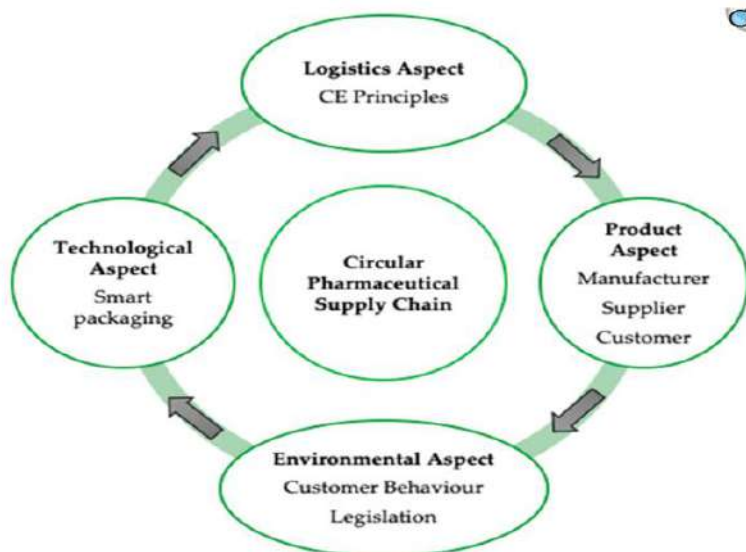 Logistics Aspect
CE Principles
Product
Aspect
Manufacturer
Supplier
Customer
Environmental Aspect
Customer Behaviour
Legislation
Technological
Aspect
Smart
packaging
Circular
Pharmaceutical
Supply Chain